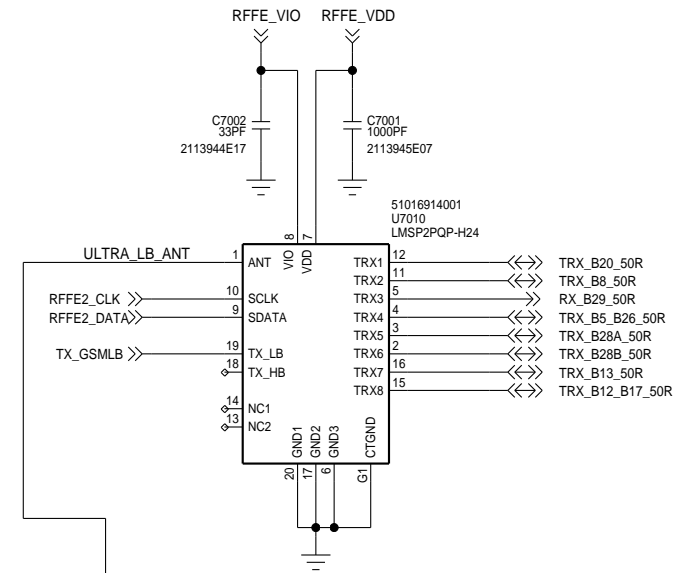 RFFE_VIO
RFFE_VDD
C7002
33PF
2113944E17
C7001
1000PF
2113945E07
51016914001
U7010
LMSP2PQP-H24
8
7
ULTRA_LB_ANT
1
ANT
VIO
VDD
TRX1
12
TRX_B20_50R
TRX2
11
TRX_B8_50R
RFFE2_CLK
10
SCLK
TRX3
5
RX_B29_50R
RFFE2_DATA
9
SDATA
TRX4
4
TRX_B5_B26_50R
TRX5
3
TRX_B28A_50R
TX_GSMLB
19
TX_LB
TRX6
2
TRX_B28B_50R
18
TX_HB
TRX7
16
TRX_B13_50R
TRX8
15
TRX_B12_B17_50R
14
NC1
13
NC2
GND1
GND2
GND3
CTGND
20
17
6
G1